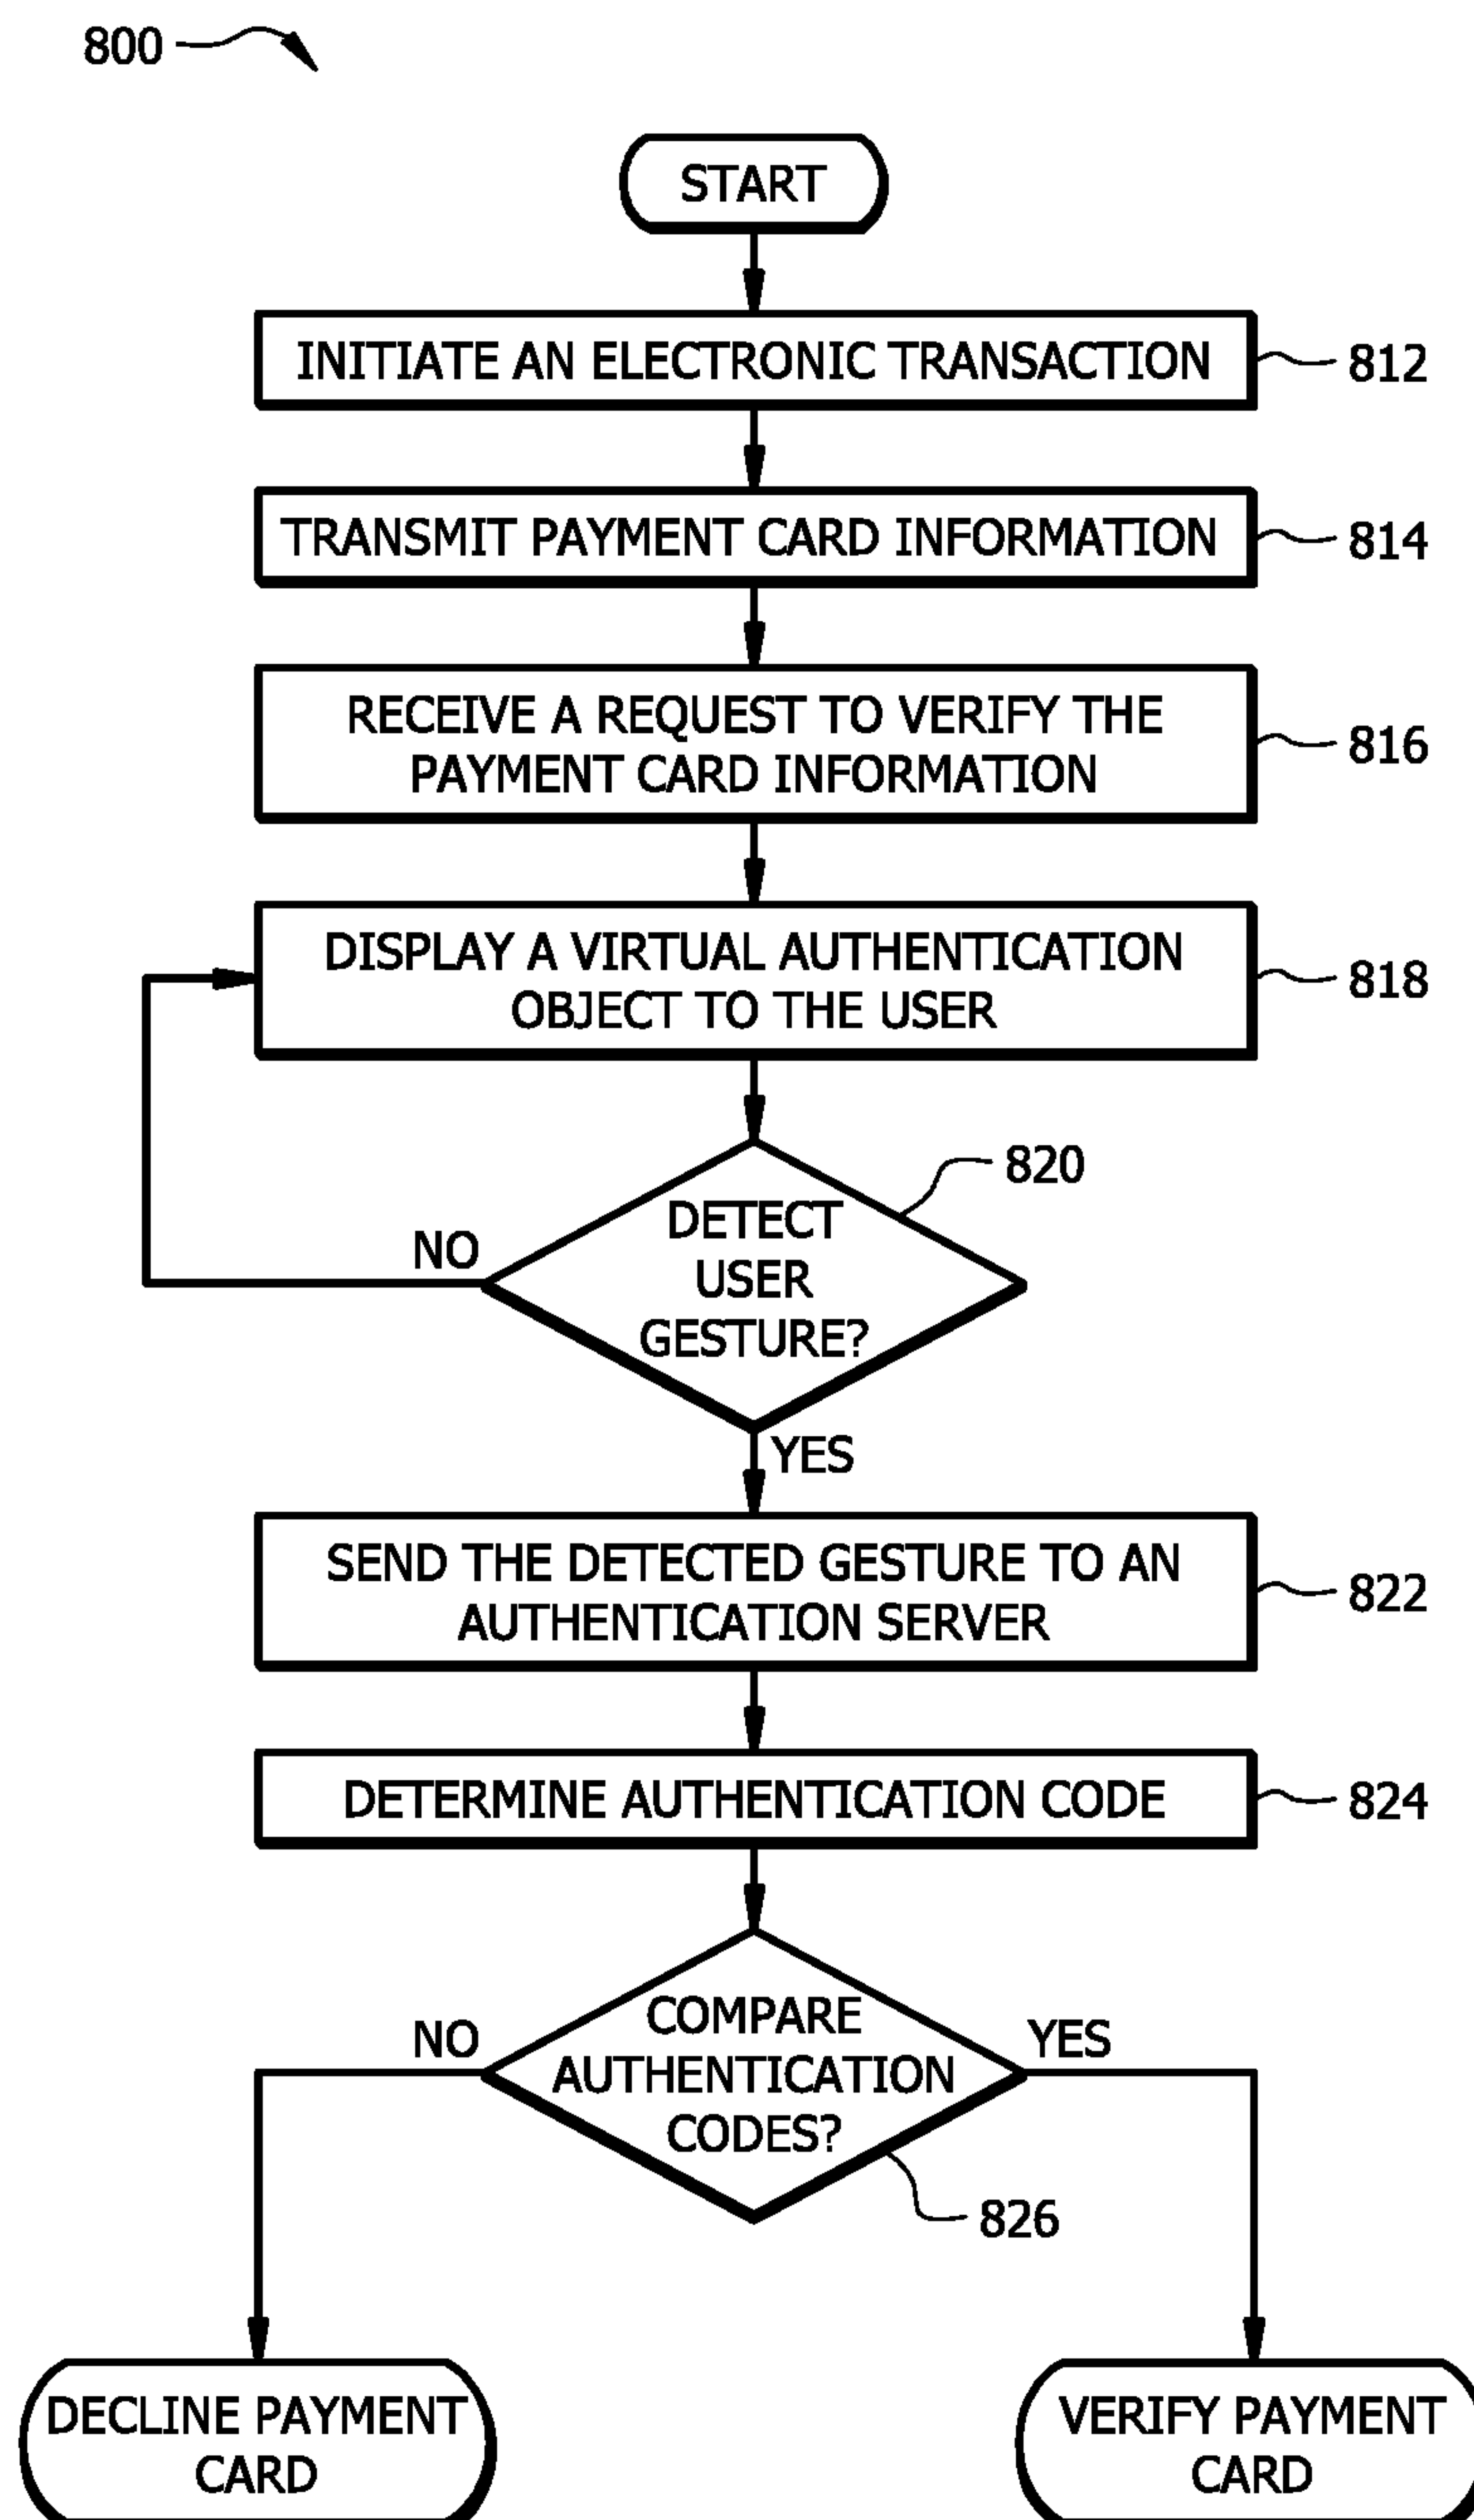 800
START
INITIATE AN ELECTRONIC TRANSACTION
812
TRANSMIT PAYMENT CARD INFORMATION
814
RECEIVE A REQUEST TO VERIFY THE
PAYMENT CARD INFORMATION
816
DISPLAY A VIRTUAL AUTHENTICATION
OBJECT TO THE USER
818
820
DETECT
USER
GESTURE?
NO
YES
SEND THE DETECTED GESTURE TO AN
AUTHENTICATION SERVER
822
DETERMINE AUTHENTICATION CODE
824
COMPARE
AUTHENTICATION
CODES?
NO
YES
826
DECLINE PAYMENT
CARD
VERIFY PAYMENT
CARD